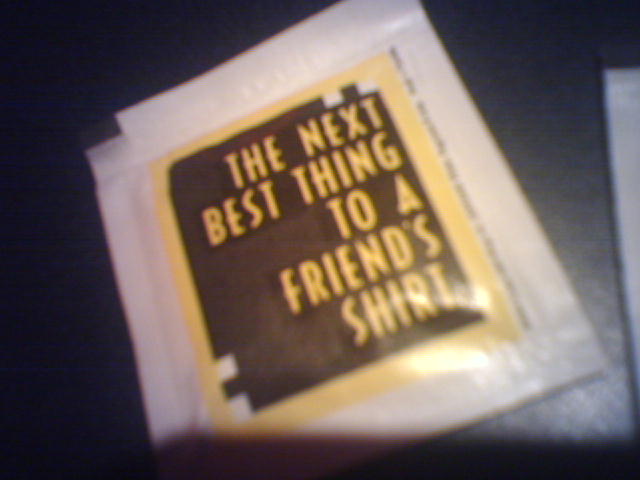 THE NEXT
BEST THING
TO A
FRIEND'S
SHIRT